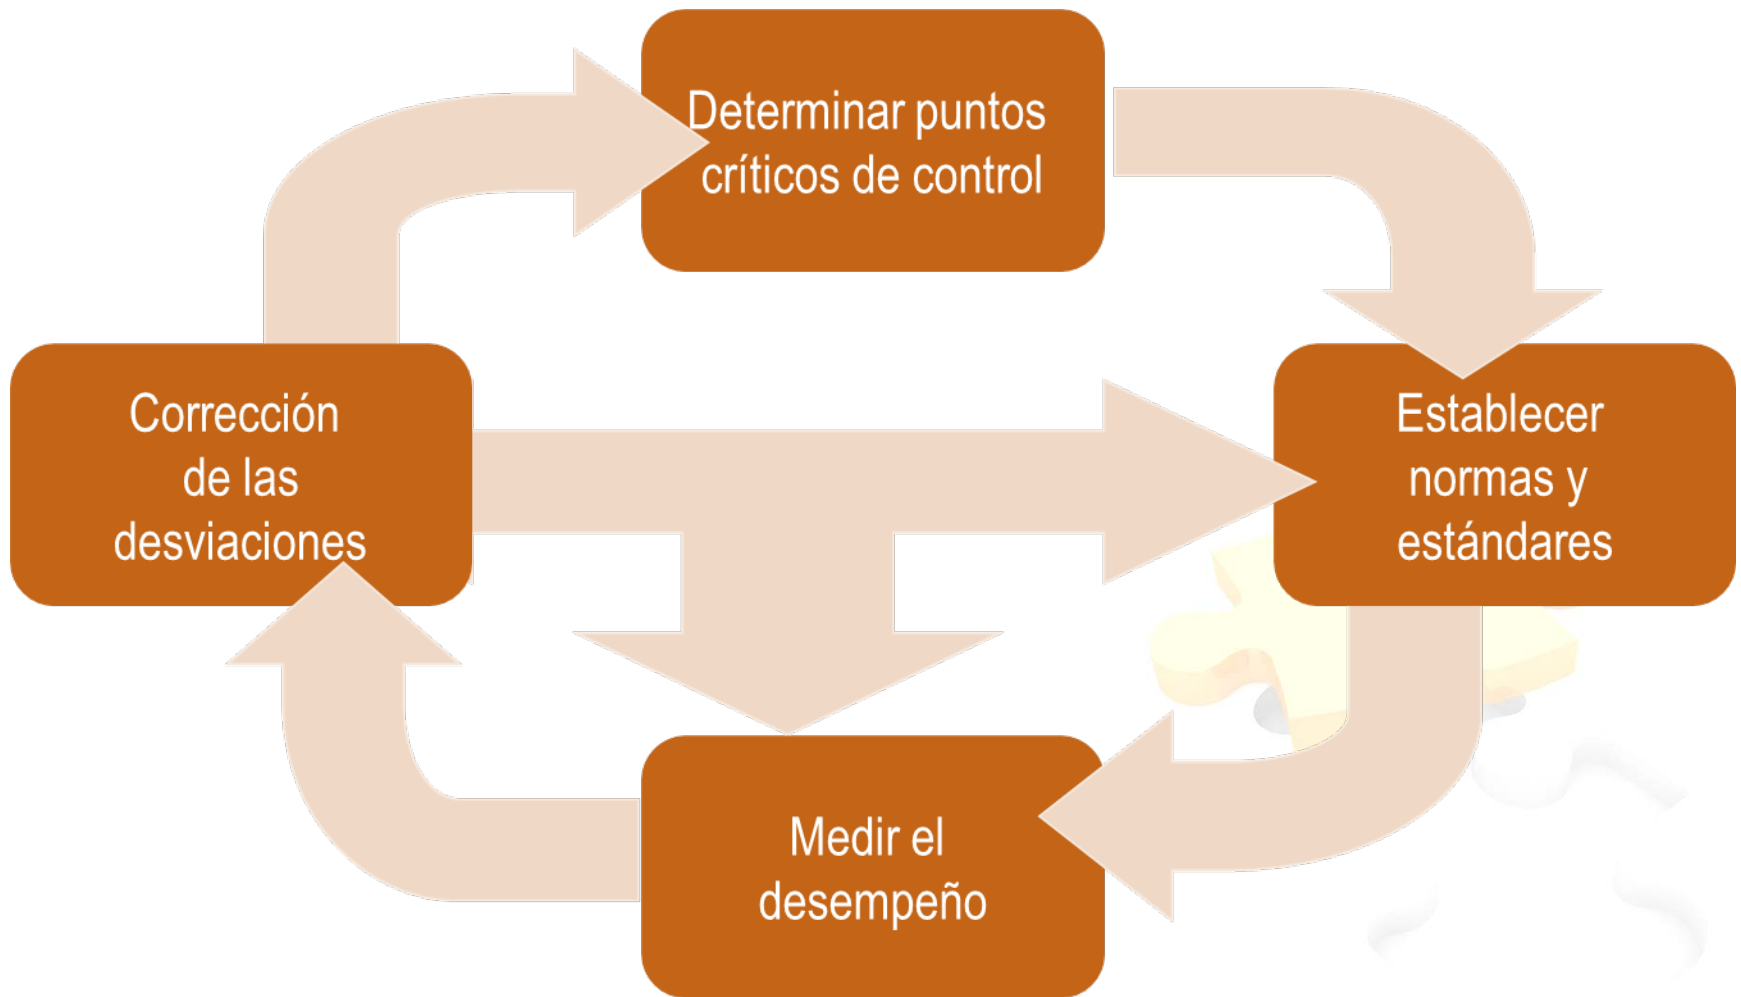 Determinar puntos
críticos de control
Corrección
de las
desviaciones
Establecer
normas y
estándares
Medir el
desempeño